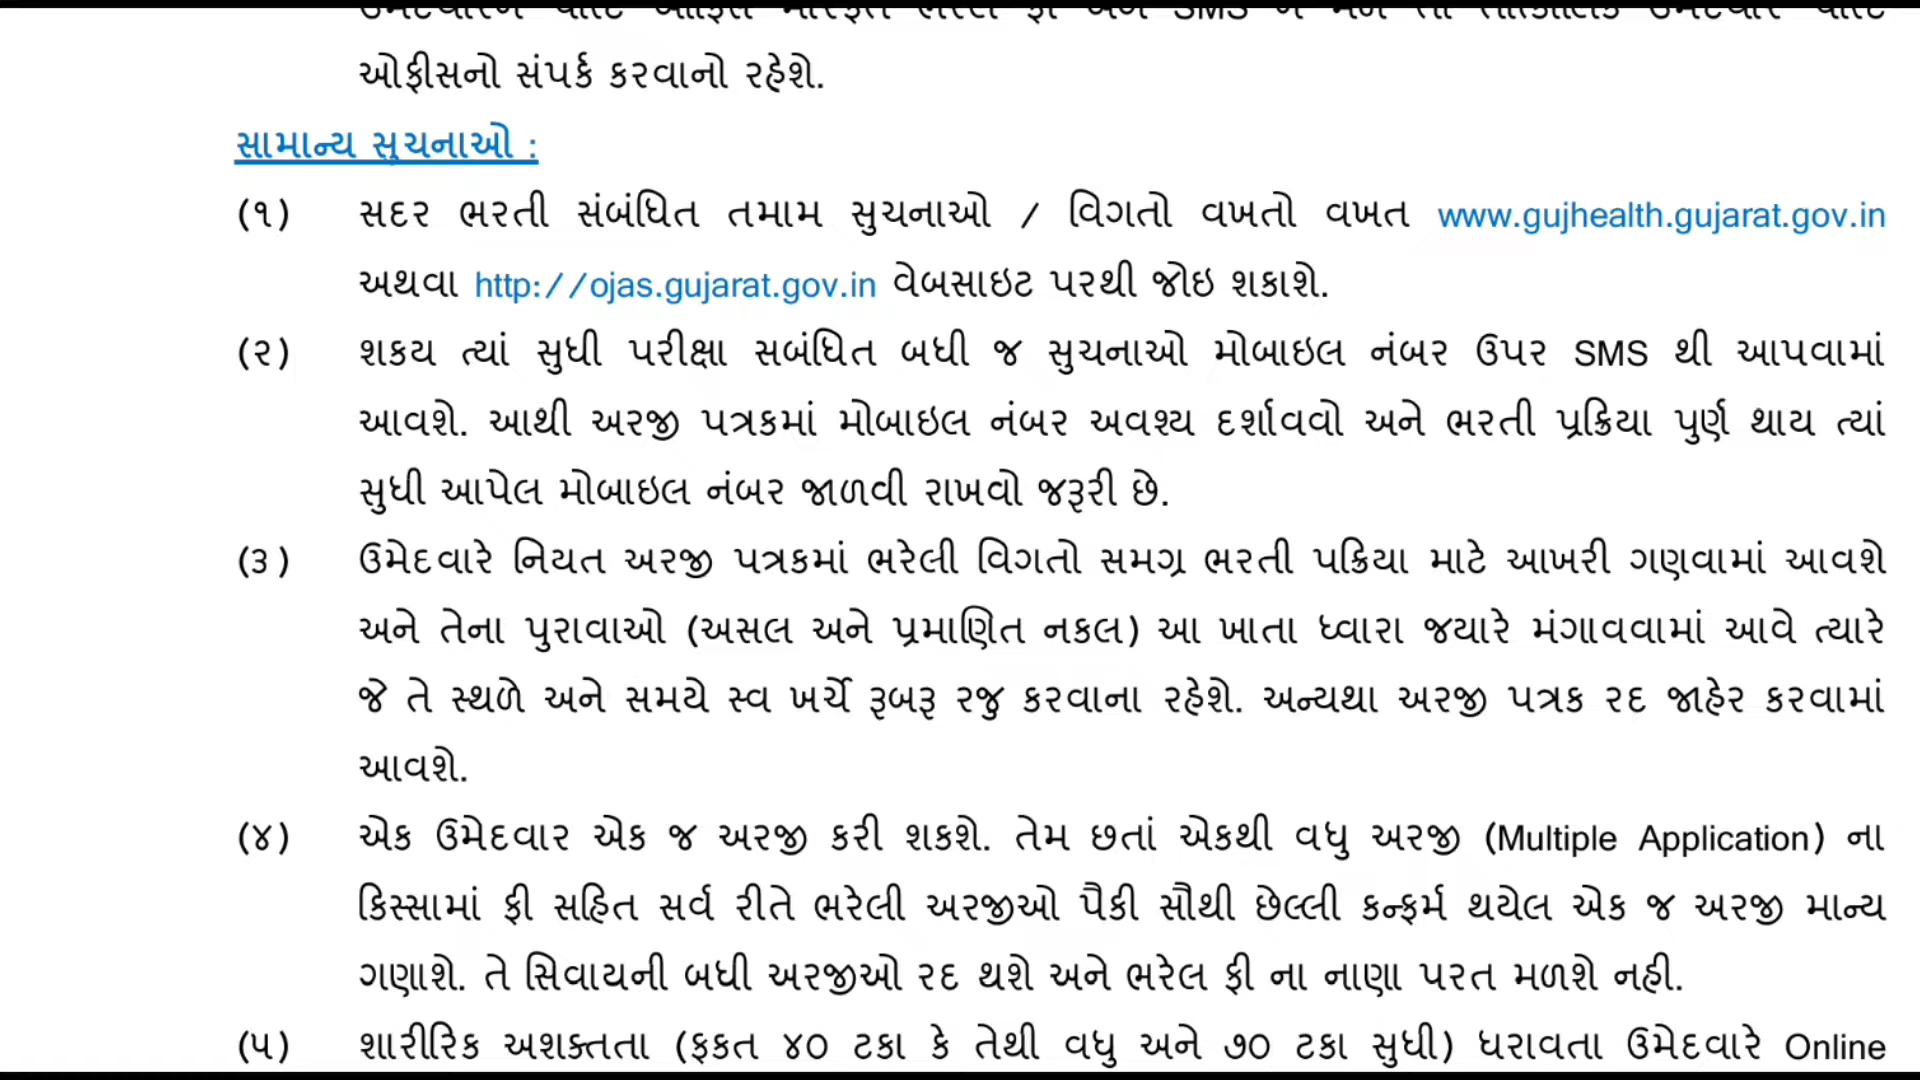 ઓફીસનો સંપર્ક કરવાનો રહેશે.
સામાન્ય સુચનાઓ :
(૧) સદર ભરતી સંબંધિત તમામ સુચનાઓ / વિગતો વખતો વખત www.gujhealth.gujarat.gov.in
અથવા http://ojas.gujarat.gov.in વેબસાઇટ પરથી જોઇ શકાશે.
(૨) શકય ત્યાં સુધી પરીક્ષા સબંધિત બધી જ સુચનાઓ મોબાઇલ નંબર ઉપર SMS થી આપવામાં
આવશે. આથી અરજી પત્રકમાં મોબાઇલ નંબર અવશ્ય દર્શાવવો અને ભરતી પ્રક્રિયા પુર્ણ થાય ત્યાં
સુધી આપેલ મોબાઇલ નંબર જાળવી રાખવો જરૂરી છે.
(૩) ઉમેદવારે નિયત અરજી પત્રકમાં ભરેલી વિગતો સમગ્ર ભરતી પક્રિયા માટે આખરી ગણવામાં આવશે
અને તેના પુરાવાઓ (અસલ અને પ્રમાણિત નકલ) આ ખાતા ધ્વારા જયારે મંગાવવામાં આવે ત્યારે
જે તે સ્થળે અને સમયે સ્વ ખર્ચે રૂબરૂ રજુ કરવાના રહેશે. અન્યથા અરજી પત્રક રદ જાહેર કરવામાં
આવશે.
(૪) એક ઉમેદવાર એક જ અરજી કરી શકશે. તેમ છતાં એકથી વધુ અરજી (Multiple Application) ના
કિસ્સામાં ફી સહિત સર્વ રીતે ભરેલી અરજીઓ પૈકી સૌથી છેલ્લી કન્ફર્મ થયેલ એક જ અરજી માન્ય
ગણાશે. તે સિવાયની બધી અરજીઓ રદ થશે અને ભરેલ ફી ના નાણા પરત મળશે નહી.
(૫) શારીરિક અશક્તતા (ફકત ૪૦ ટકા કે તેથી વધુ અને ૭૦ ટકા સુધી) ધરાવતા ઉમેદવારે Online